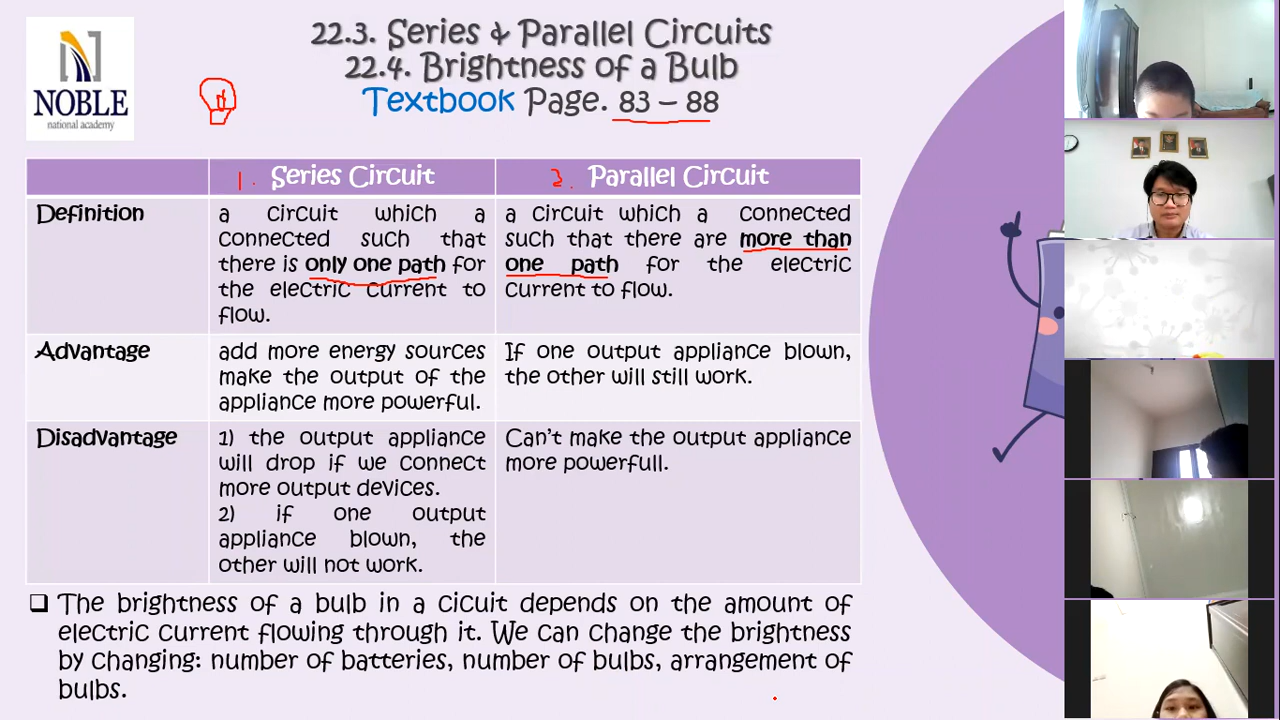 NOBLE
national academy
22.3. Series & Parallel Circuits
22.4. Brightness of a Bulb
Textbook Page. 83 – 88
1. Series Circuit
2. Parallel Circuit
Definition
a circuit which a
connected such that
there is only one path for
the electric current to
flow.
a circuit which a connected
such that there are more than
one path for the electric
current to flow.
Advantage
add more energy sources
make the output of the
appliance more powerful.
If one output appliance blown,
the other will still work.
Disadvantage
1) the output appliance
will drop if we connect
more output devices.
2) if one output
appliance blown, the
other will not work.
Can't make the output appliance
more powerfull.
❑ The brightness of a bulb in a cicuit depends on the amount of
electric current flowing through it. We can change the brightness
by changing: number of batteries, number of bulbs, arrangement of
bulbs.